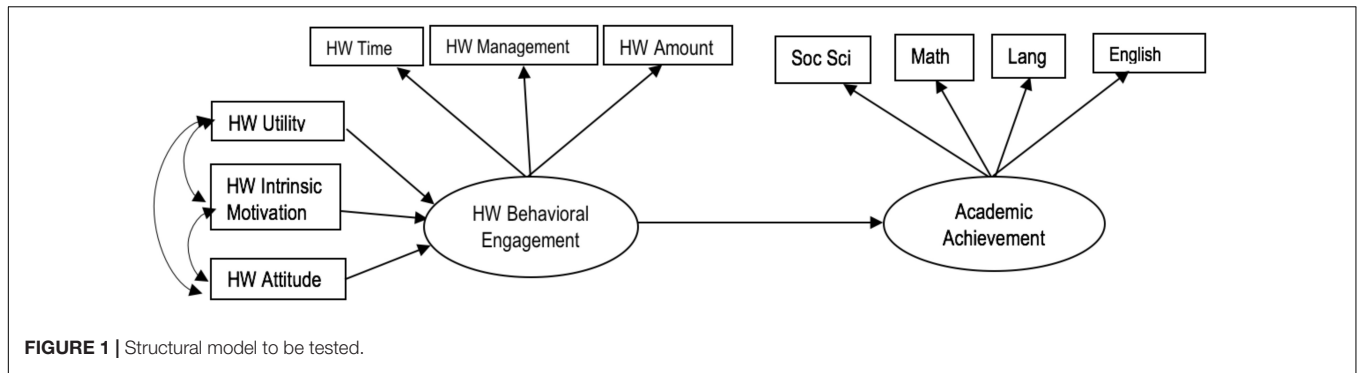 HW Time
HW Management
HW Amount
Soc Sci
Math
Lang
English
HW Utility
HW Intrinsic
Motivation
HW Attitude
HW Behavioral
Engagement
Academic
Achievement
FIGURE 1 | Structural model to be tested.